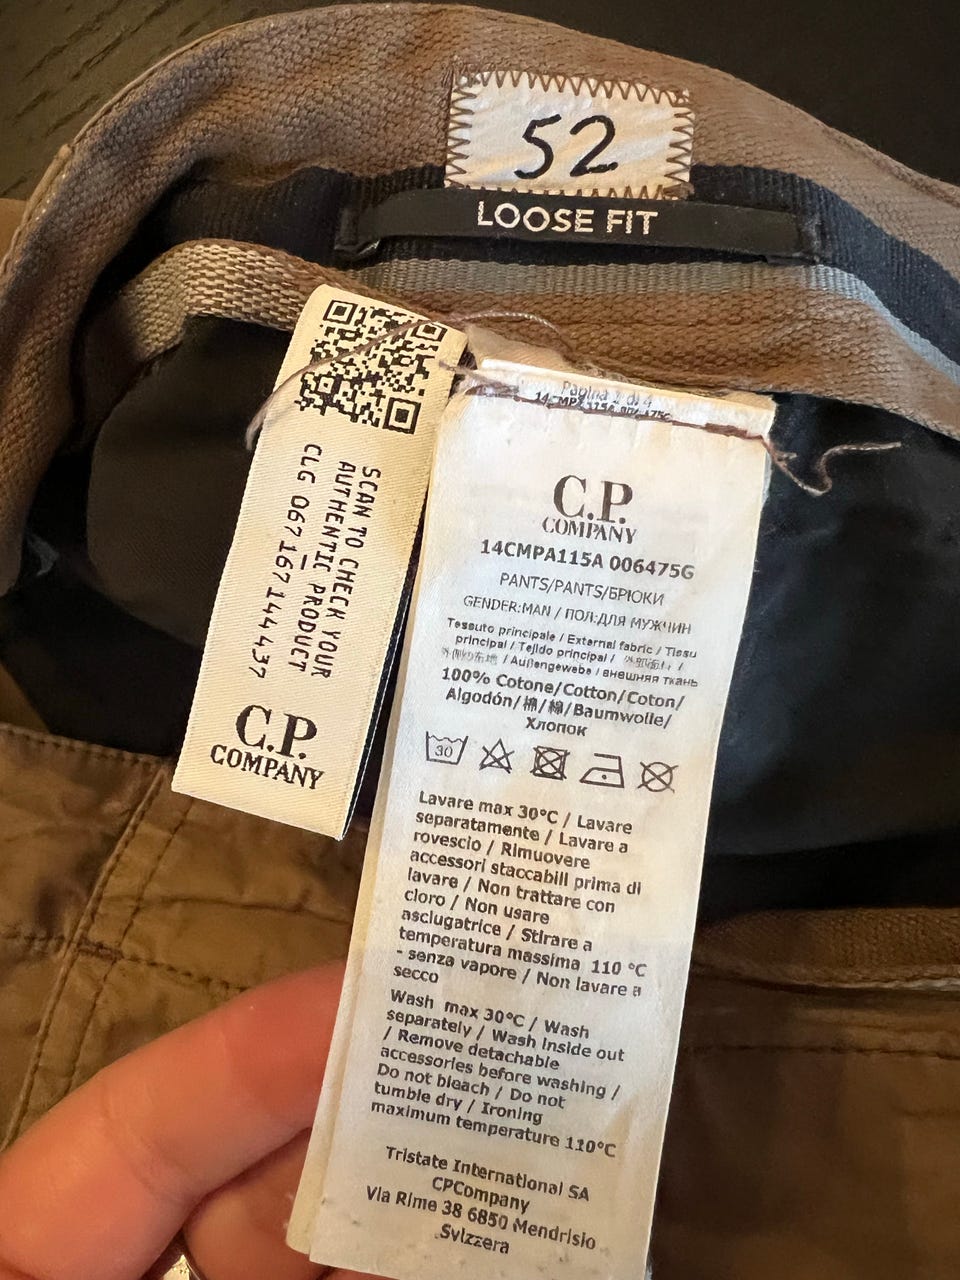 52
LOOSE FIT
SCAN TO CHECK YOUR
AUTHENTIC PRODUCT
CLG 067 167 144 437
C.P.
COMPANY
Pagina di 4
C.P.
COMPANY
14CMPA115A 006475G
PANTS/PANTS/БРЮКИ
GENDER:MAN / ПОЛ:ДЛЯ МУЖЧИН
Tessuto principale / External fabric / Tissu
principal / Tejido principal /
/ Außengewebe / внешняя ткань
100% Cotone/Cotton/Coton/
Algodón/棉/綿/Baumwolle/
Хлопок
30
Lavare max 30°C / Lavare
separatamente / Lavare a
rovescio / Rimuovere
accessori staccabili prima di
lavare / Non trattare con
cloro / Non usare
asciugatrice / Stirare a
temperatura massima 110 °C
- senza vapore / Non lavare a
secco
Wash max 30°C / Wash
separately / Wash inside out
/ Remove detachable
accessories before washing /
Do not bleach / Do not
tumble dry / Ironing
maximum temperature 110°C
Tristate International SA
CPCompany
Via Rime 38 6850 Mendrisio
Svizzera